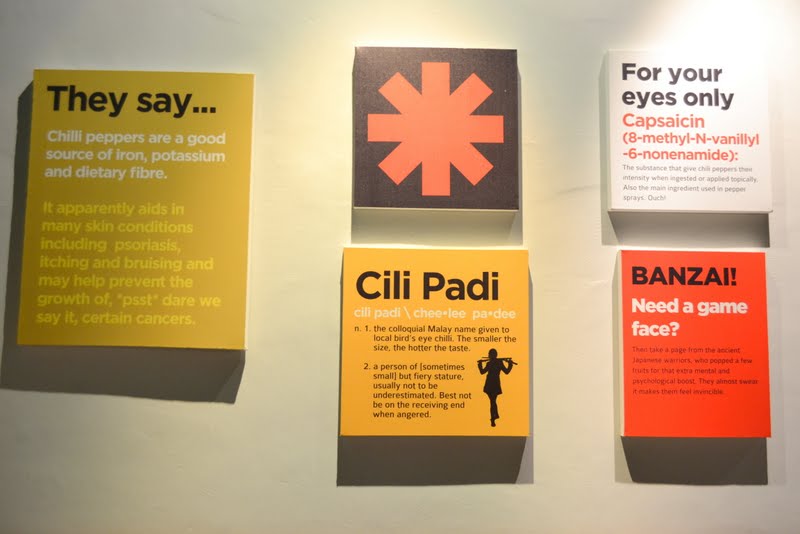 They say...
Chilli peppers are a good
source of iron, potassium
and dietary fibre.
It apparently aids in
many skin conditions
including psoriasis,
itching and bruising and
may help prevent the
growth of, *psst* dare we
say it, certain cancers.
Cili Padi
cili padi \ chee•lee pa•dee
n. 1. the colloquial Malay name given to
local bird's eye chilli. The smaller the
size, the hotter the taste.
2. a person of [sometimes
small] but fiery stature,
usually not to be
underestimated. Best not
be on the receiving end
when angered.
For your
eyes only
Capsaicin
(8-methyl-N-vanillyl
-6-nonenamide):
The substance that give chili peppers their
intensity when ingested or applied topically.
Also the main ingredient used in pepper
sprays. Ouch!
BANZAI!
Need a game
face?
Then take a page from the ancient
Japanese warriors, who popped a few
fruits for that extra mental and
psychological boost. They almost swear
it makes them feel invincible.